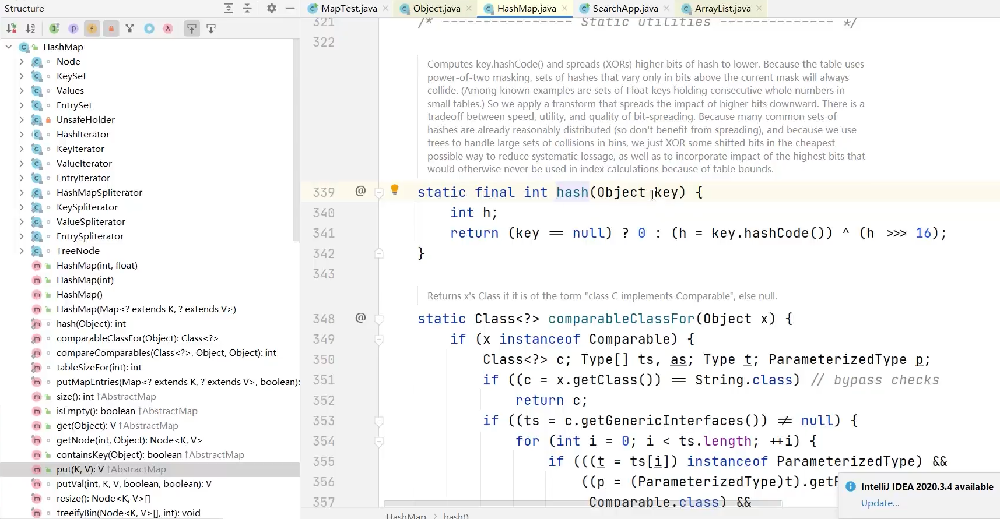 Structure
MapTest.java
Object.java
HashMap.java
SearchApp.java
ArrayList.java
HashMap
Node
KeySet
Values
EntrySet
UnsafeHolder
HashIterator
KeyIterator
ValueIterator
EntryIterator
HashMapSpliterator
KeySpliterator
ValueSpliterator
EntrySpliterator
TreeNode
HashMap(int, float)
HashMap(int)
HashMap()
HashMap(Map<? extends K, ? extends V>)
hash(Object): int
comparableClassFor(Object): Class<?>
compareComparables(Class<?>, Object, Object): int
tableSizeFor(int): int
putMapEntries(Map<? extends K, ? extends V>, boolean):
size(): int ↑AbstractMap
isEmpty(): boolean ↑AbstractMap
get(Object): V ↑AbstractMap
getNode(int, Object): Node<K, V>
containsKey(Object): boolean ↑AbstractMap
put(K, V): V ↑AbstractMap
putVal(int, K, V, boolean, boolean): V
resize(): Node<K, V>[]
treeifyBin(Node<K, V>[], int): void
321 /* ---------------- Static utilities -------------- */
322
Computes key.hashCode() and spreads (XORs) higher bits of hash to lower. Because the table uses
power-of-two masking, sets of hashes that vary only in bits above the current mask will always
collide. (Among known examples are sets of Float keys holding consecutive whole numbers in
small tables.) So we apply a transform that spreads the impact of higher bits downward. There is a
tradeoff between speed, utility, and quality of bit-spreading. Because many common sets of
hashes are already reasonably distributed (so don't benefit from spreading), and because we use
trees to handle large sets of collisions in bins, we just XOR some shifted bits in the cheapest
possible way to reduce systematic lossage, as well as to incorporate impact of the highest bits that
would otherwise never be used in index calculations because of table bounds.
339 @ static final int hash(Object key) {
340 int h;
341 return (key == null) ? 0 : (h = key.hashCode()) ^ (h >>> 16);
342 }
343
Returns x's Class if it is of the form "class C implements Comparable", else null.
348 @ static Class<?> comparableClassFor(Object x) {
349 if (x instanceof Comparable) {
350 Class<?> c; Type[] ts, as; Type t; ParameterizedType p;
351 if ((c = x.getClass()) == String.class) // bypass checks
352 return c;
353 if ((ts = c.getGenericInterfaces()) != null) {
354 for (int i = 0; i < ts.length; ++i) {
355 if (((t = ts[i]) instanceof ParameterizedType) &&
356 ((p = (ParameterizedType)t).get
357 Comparable.class) &&
IntelliJ IDEA 2020.3.4 available
Update...
HashMap > hash()